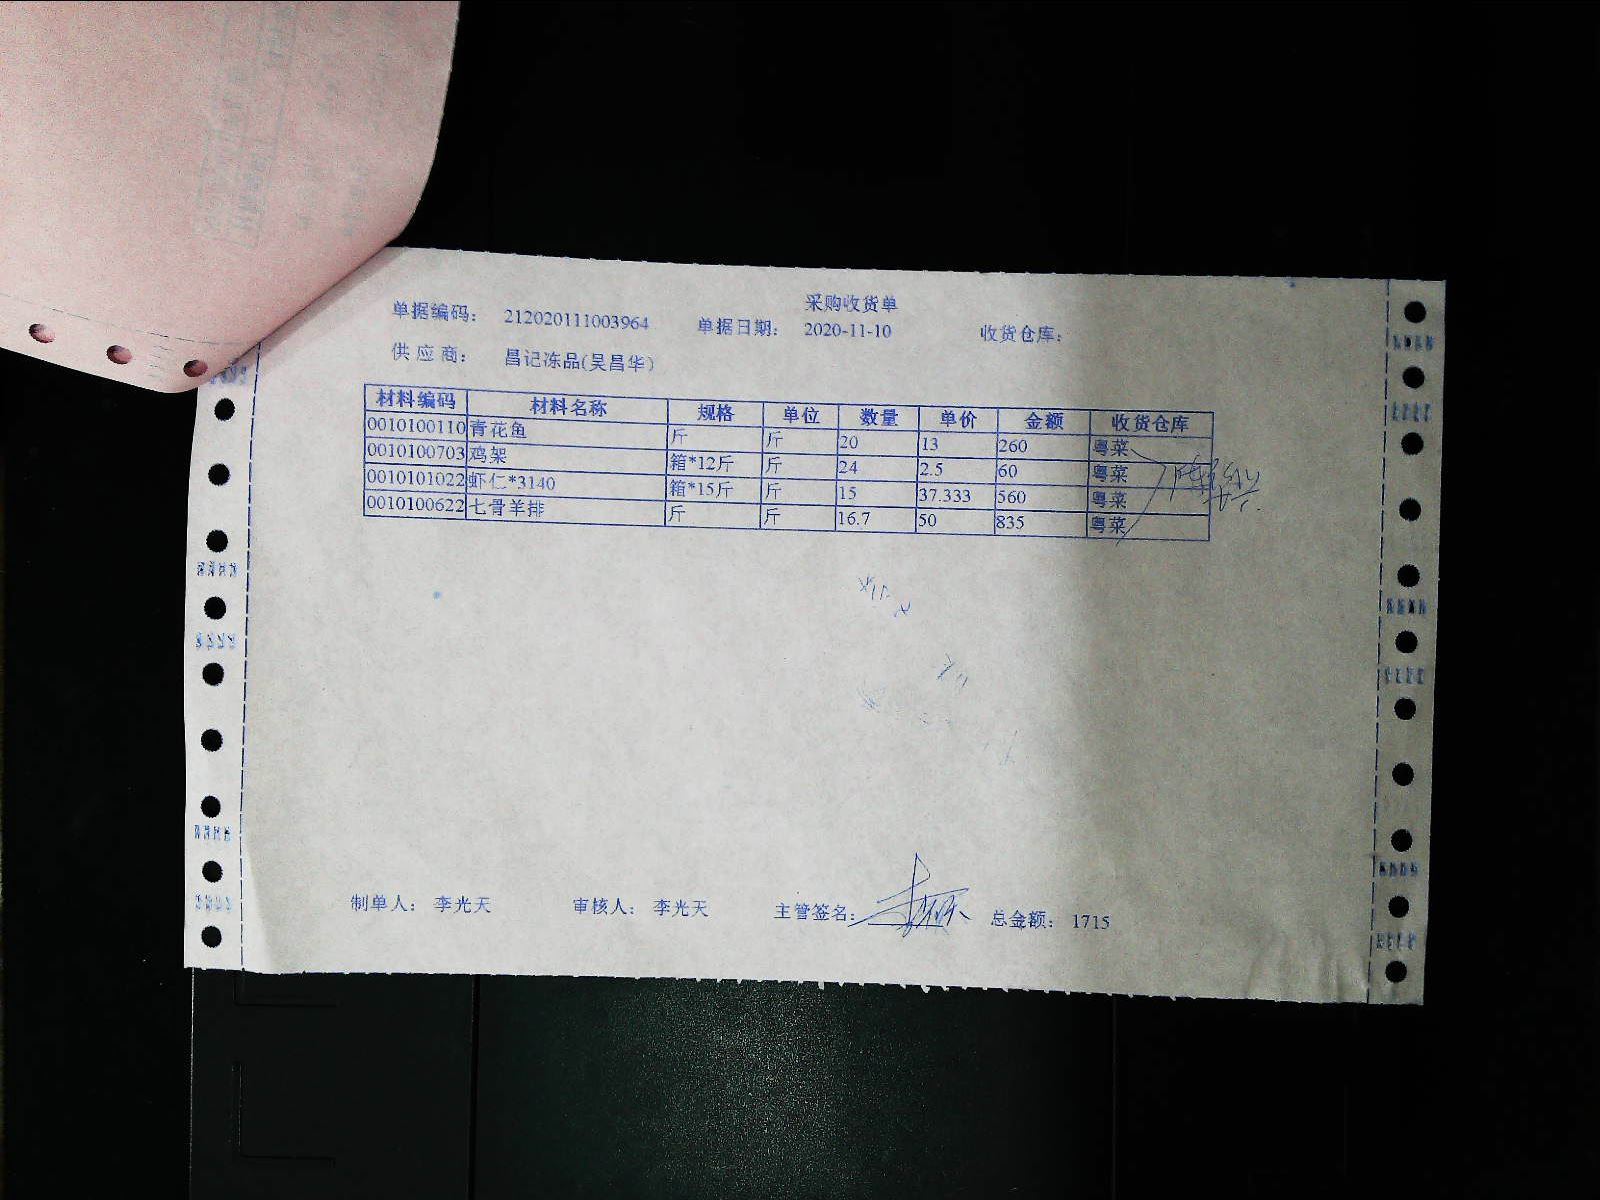 采购收货单
单据编码: 212020111003964 单据日期: 2020-11-10 收货仓库:
供应商: 昌记冻品(吴昌华)
材料编码 材料名称 规格 单位 数量 单价 金额 收货仓库
0010100110 青花鱼 斤 斤 20 13 260 粤菜
0010100703 鸡架 箱*12斤 斤 24 2.5 60 粤菜
0010101022 虾仁*3140 箱*15斤 斤 15 37.333 560 粤菜
0010100622 七骨羊排 斤 斤 16.7 50 835 粤菜
制单人: 李光天 审核人: 李光天 主管签名: 总金额: 1715